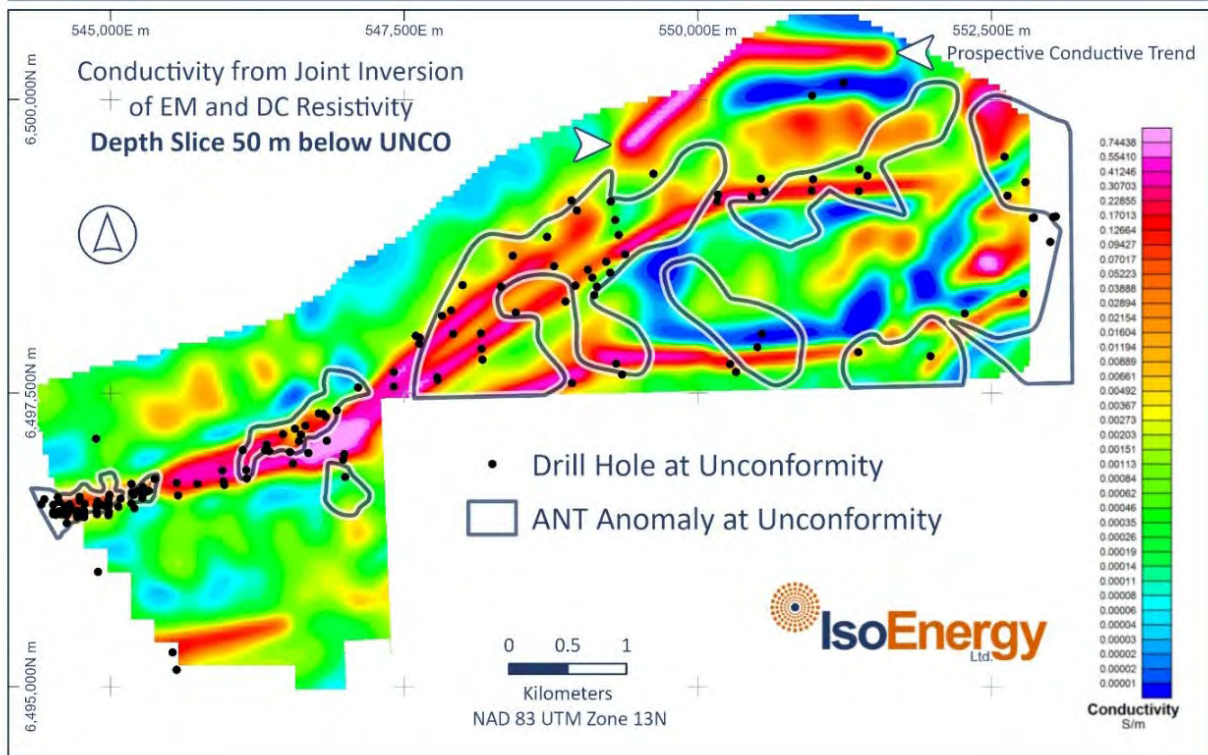 545,000E m
547,500E m
550,000E m
552,500E m
Prospective Conductive Trend
Conductivity from Joint Inversion
of EM and DC Resistivity
Depth Slice 50 m below UNCO
6,500,000N m
6,497,500N m
6,495,000N m
0.74438
0.55410
0.41246
0.30703
0.22855
0.17013
0.12664
0.09427
0.07017
0.05223
0.03888
0.02894
0.02154
0.01604
0.01194
0.00889
0.00661
0.00492
0.00367
0.00273
0.00203
0.00151
0.00113
0.00084
0.00062
0.00046
0.00035
0.00026
0.00019
0.00014
0.00011
0.00008
0.00006
0.00004
0.00003
0.00002
0.00002
0.00001
Conductivity
S/m
Drill Hole at Unconformity
ANT Anomaly at Unconformity
IsoEnergy
Ltd.
0 0.5 1
Kilometers
NAD 83 UTM Zone 13N